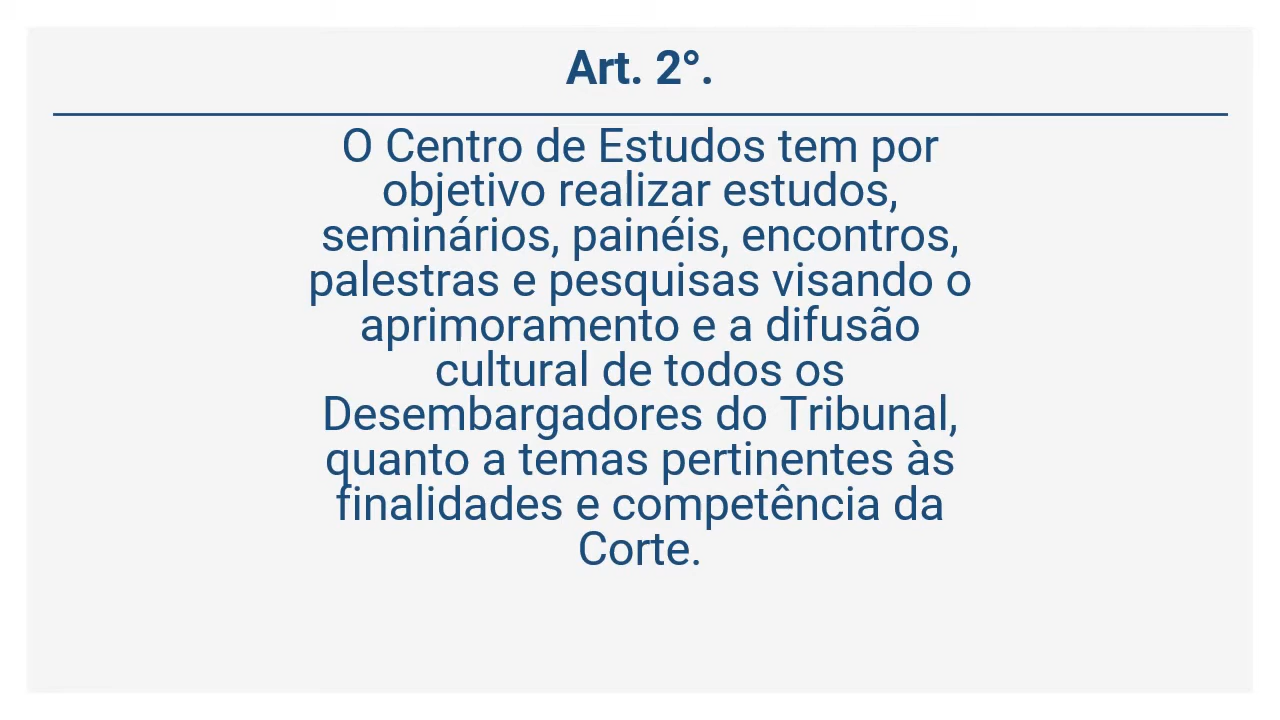 Art. 2°.
O Centro de Estudos tem por
objetivo realizar estudos,
seminários, painéis, encontros,
palestras e pesquisas visando o
aprimoramento e a difusão
cultural de todos os
Desembargadores do Tribunal,
quanto a temas pertinentes às
finalidades e competência da
Corte.